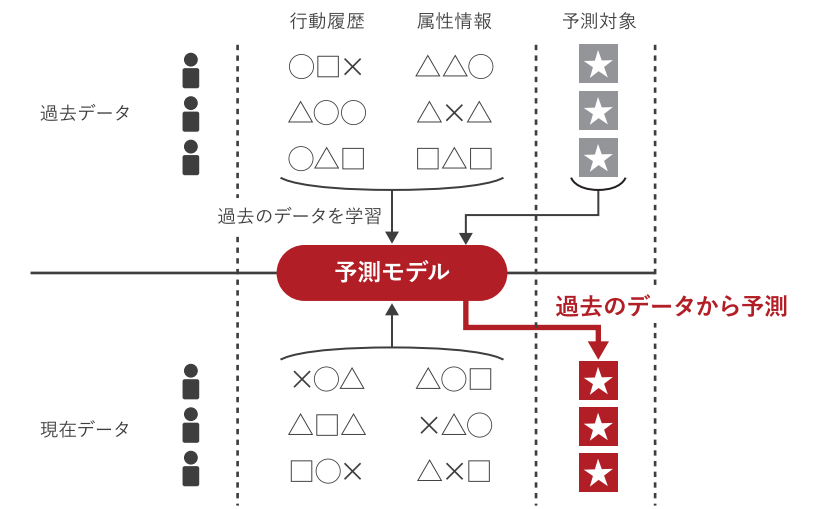 行動履歴 属性情報 予測対象
○□× △△○
過去データ △○○ △×△
○△□ □△□
過去のデータを学習
予測モデル
過去のデータから予測
×○△ △○□
現在データ △□△ ×△○
□○× △×□